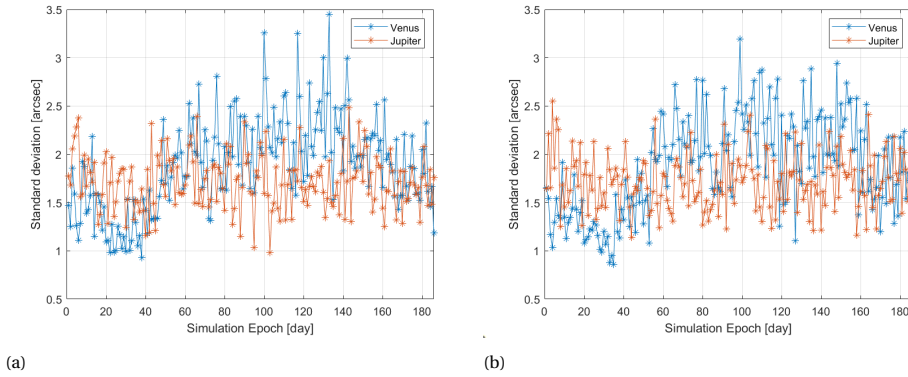 3.5
3
2.5
2
1.5
1
0.5
Standard deviation [arcsec]
0 20 40 60 80 100 120 140 160 180
Simulation Epoch [day]
Venus
Jupiter
(a)
3.5
3
2.5
2
1.5
1
0.5
Standard deviation [arcsec]
0 20 40 60 80 100 120 140 160 180
Simulation Epoch [day]
Venus
Jupiter
.
(b)